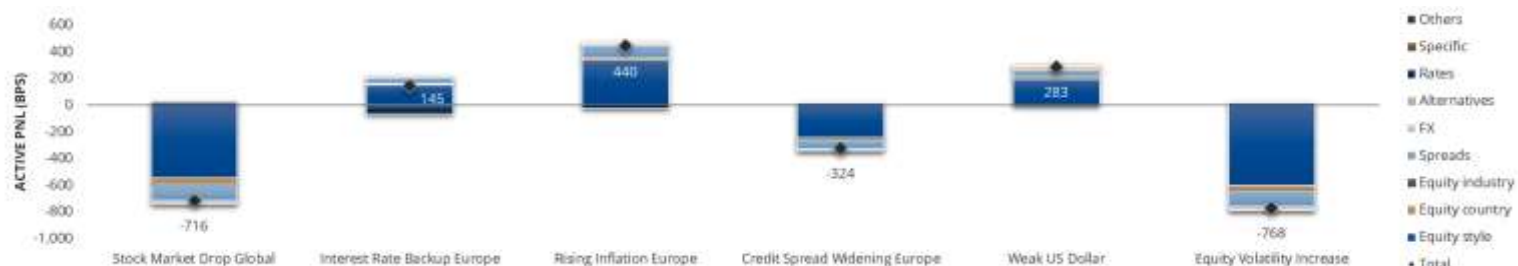 600
400
200
0
-200
-400
-600
-800
-1,000
ACTIVE PNL (BPS)
-716
145
440
-324
283
-768
Stock Market Drop Global
Interest Rate Backup Europe
Rising Inflation Europe
Credit Spread Widening Europe
Weak US Dollar
Equity Volatility Increase
Others
Specific
Rates
Alternatives
FX
Spreads
Equity industry
Equity country
Equity style
Total